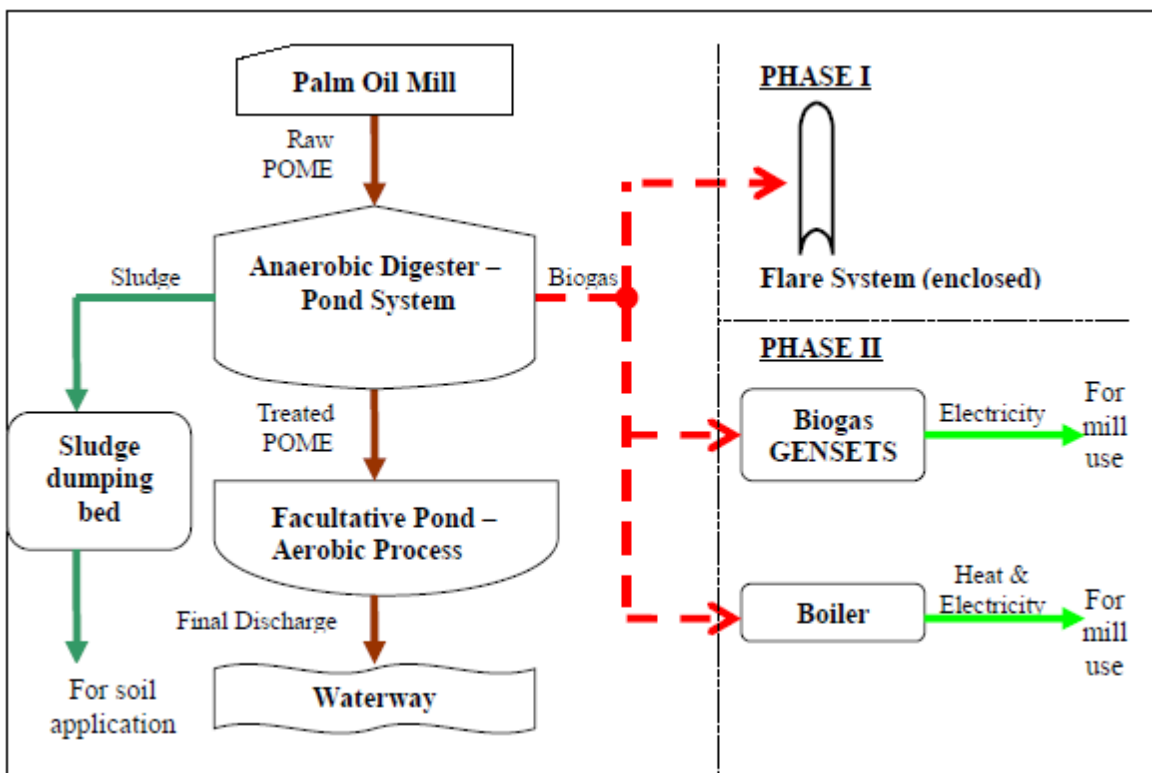 Palm Oil Mill
Raw
POME
Anaerobic Digester –
Pond System
Sludge
Biogas
Treated
POME
Sludge
dumping
bed
Facultative Pond –
Aerobic Process
Final Discharge
Waterway
For soil
application
PHASE I
Flare System (enclosed)
PHASE II
Biogas
GENSETS
Electricity
For
mill
use
Boiler
Heat &
Electricity
For
mill
use